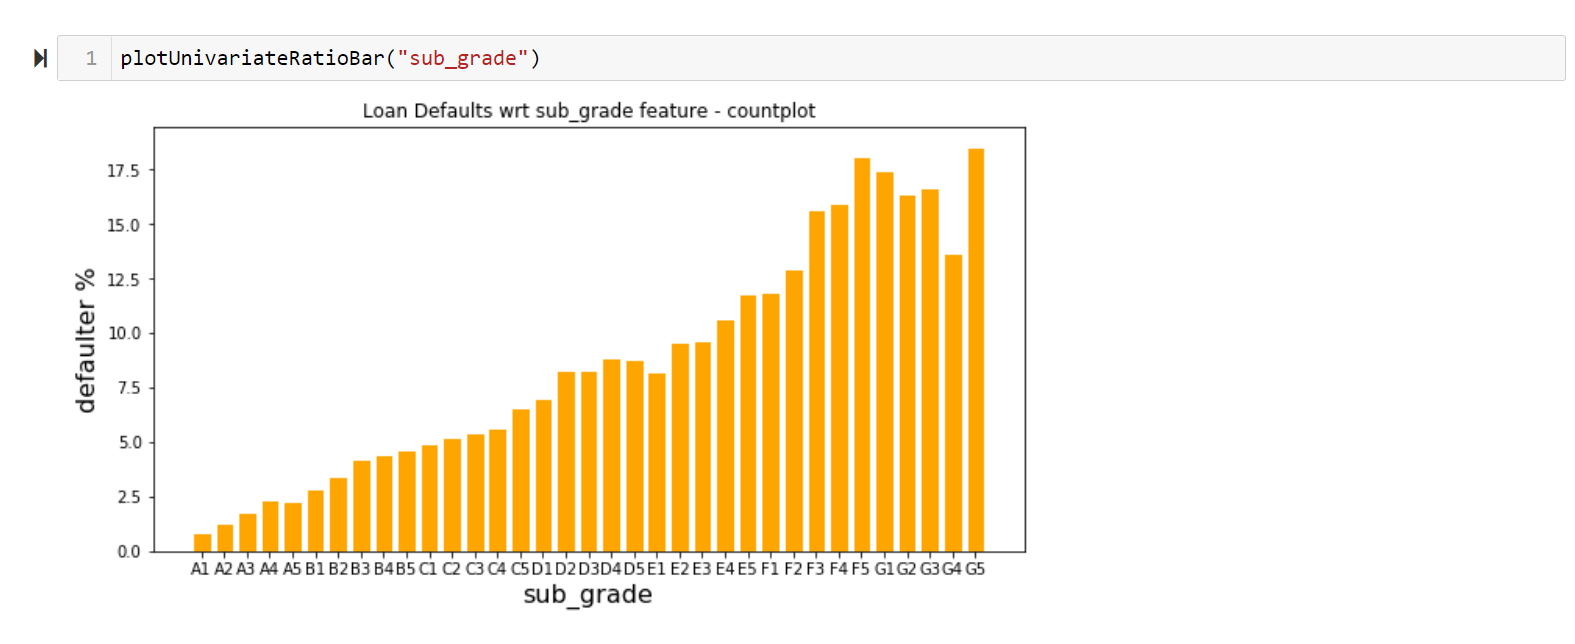 1 plotUnivariateRatioBar("sub_grade")
Loan Defaults wrt sub_grade feature - countplot
17.5
15.0
12.5
10.0
7.5
5.0
2.5
0.0
defaulter %
A1 A2 A3 A4 A5 B1 B2 B3 B4 B5 C1 C2 C3 C4 C5 D1 D2 D3 D4 D5 E1 E2 E3 E4 E5 F1 F2 F3 F4 F5 G1 G2 G3 G4 G5
sub_grade